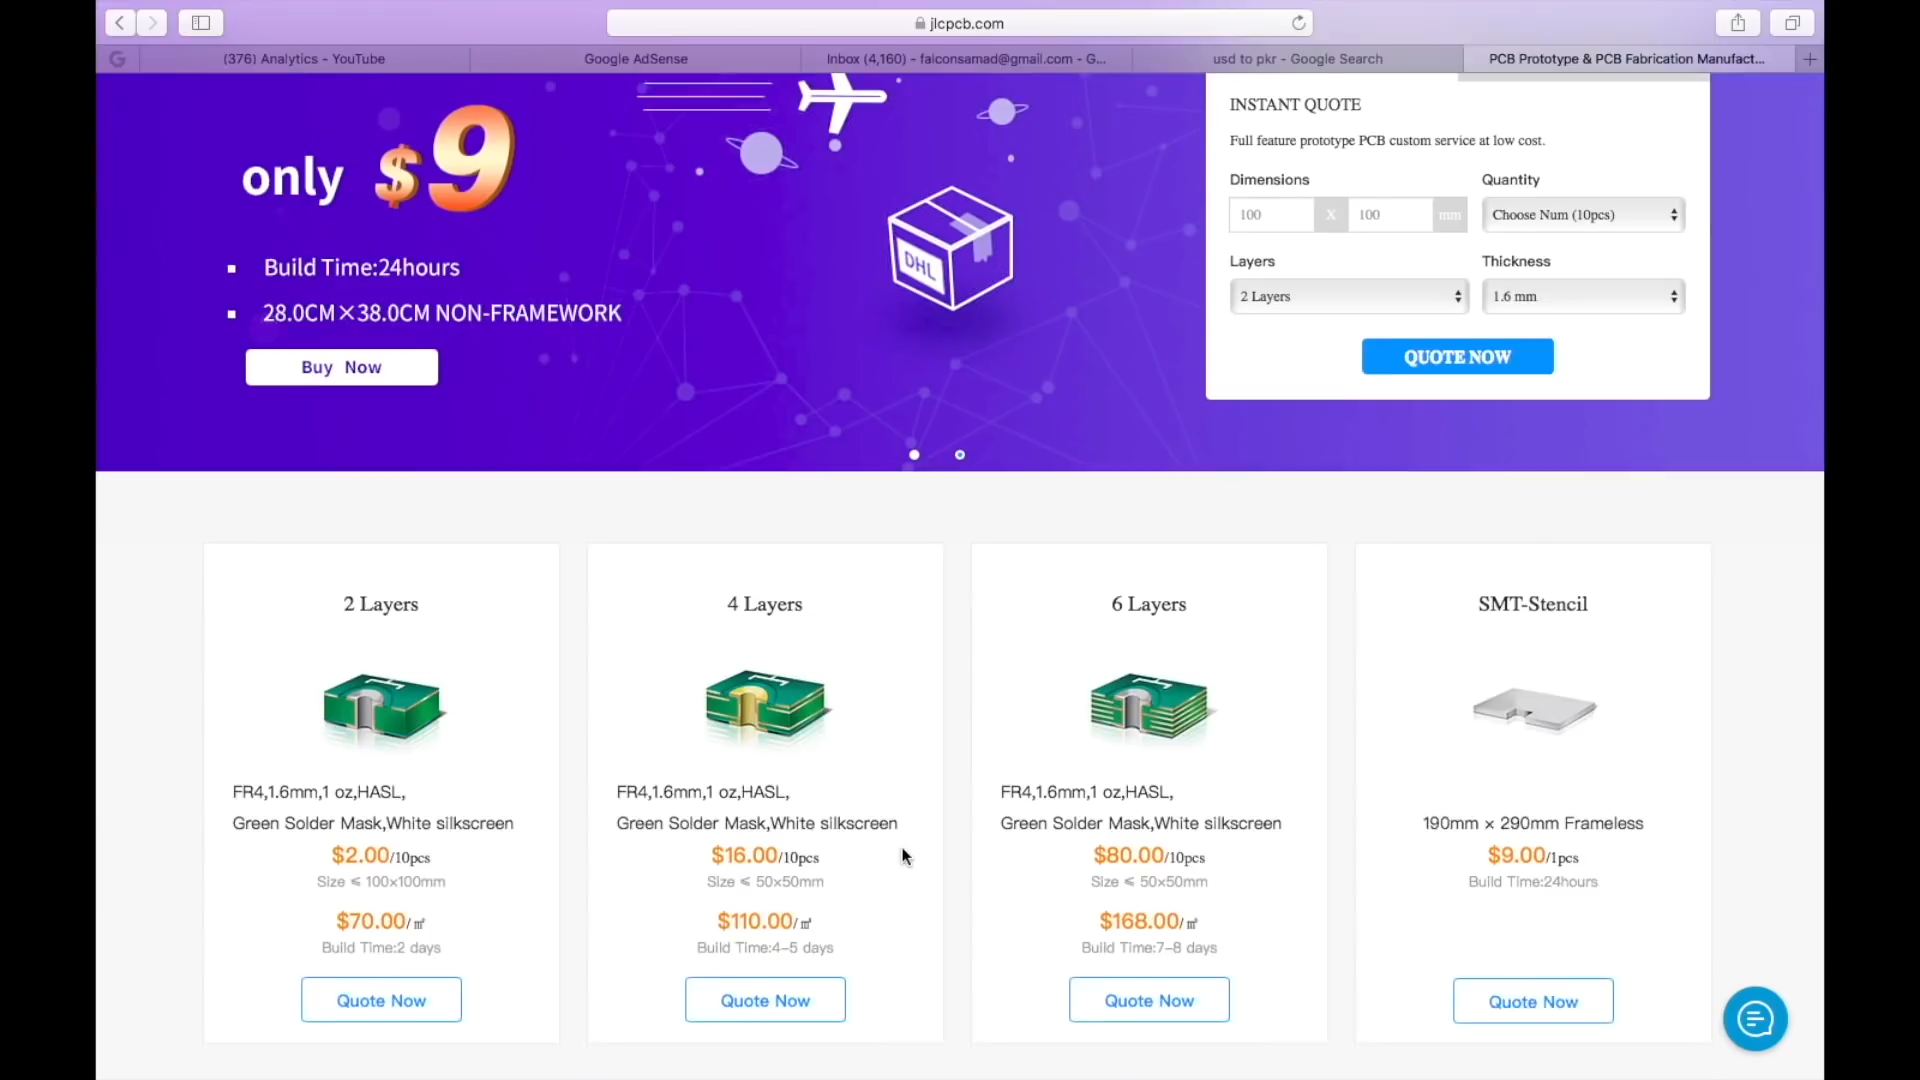 jlcpcb.com
(376) Analytics - YouTube
Google AdSense
Inbox (4,160) - falconsamad@gmail.com - G...
usd to pkr - Google Search
PCB Prototype & PCB Fabrication Manufact...
only $9
Build Time:24hours
28.0CM×38.0CM NON-FRAMEWORK
Buy Now
DHL
INSTANT QUOTE
Full feature prototype PCB custom service at low cost.
Dimensions
Quantity
100 X 100 mm
Choose Num (10pcs)
Layers
Thickness
2 Layers
1.6 mm
QUOTE NOW
2 Layers
FR4,1.6mm,1 oz,HASL,
Green Solder Mask,White silkscreen
$2.00/10pcs
Size ⩽ 100×100mm
$70.00/㎡
Build Time:2 days
Quote Now
4 Layers
FR4,1.6mm,1 oz,HASL,
Green Solder Mask,White silkscreen
$16.00/10pcs
Size ⩽ 50×50mm
$110.00/㎡
Build Time:4-5 days
Quote Now
6 Layers
FR4,1.6mm,1 oz,HASL,
Green Solder Mask,White silkscreen
$80.00/10pcs
Size ⩽ 50×50mm
$168.00/㎡
Build Time:7-8 days
Quote Now
SMT-Stencil
190mm × 290mm Frameless
$9.00/1pcs
Build Time:24hours
Quote Now